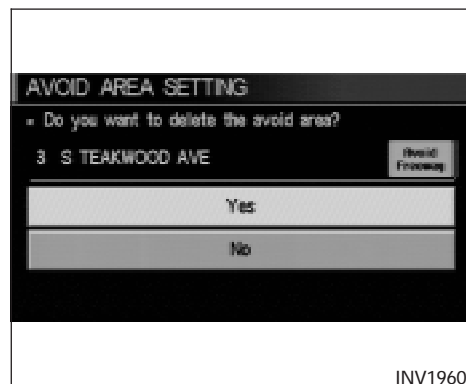 AVOID AREA SETTING
Do you want to delete the avoid area?
3 S TEAKWOOD AVE
Avoid
Freeway
Yes
No
INV1960